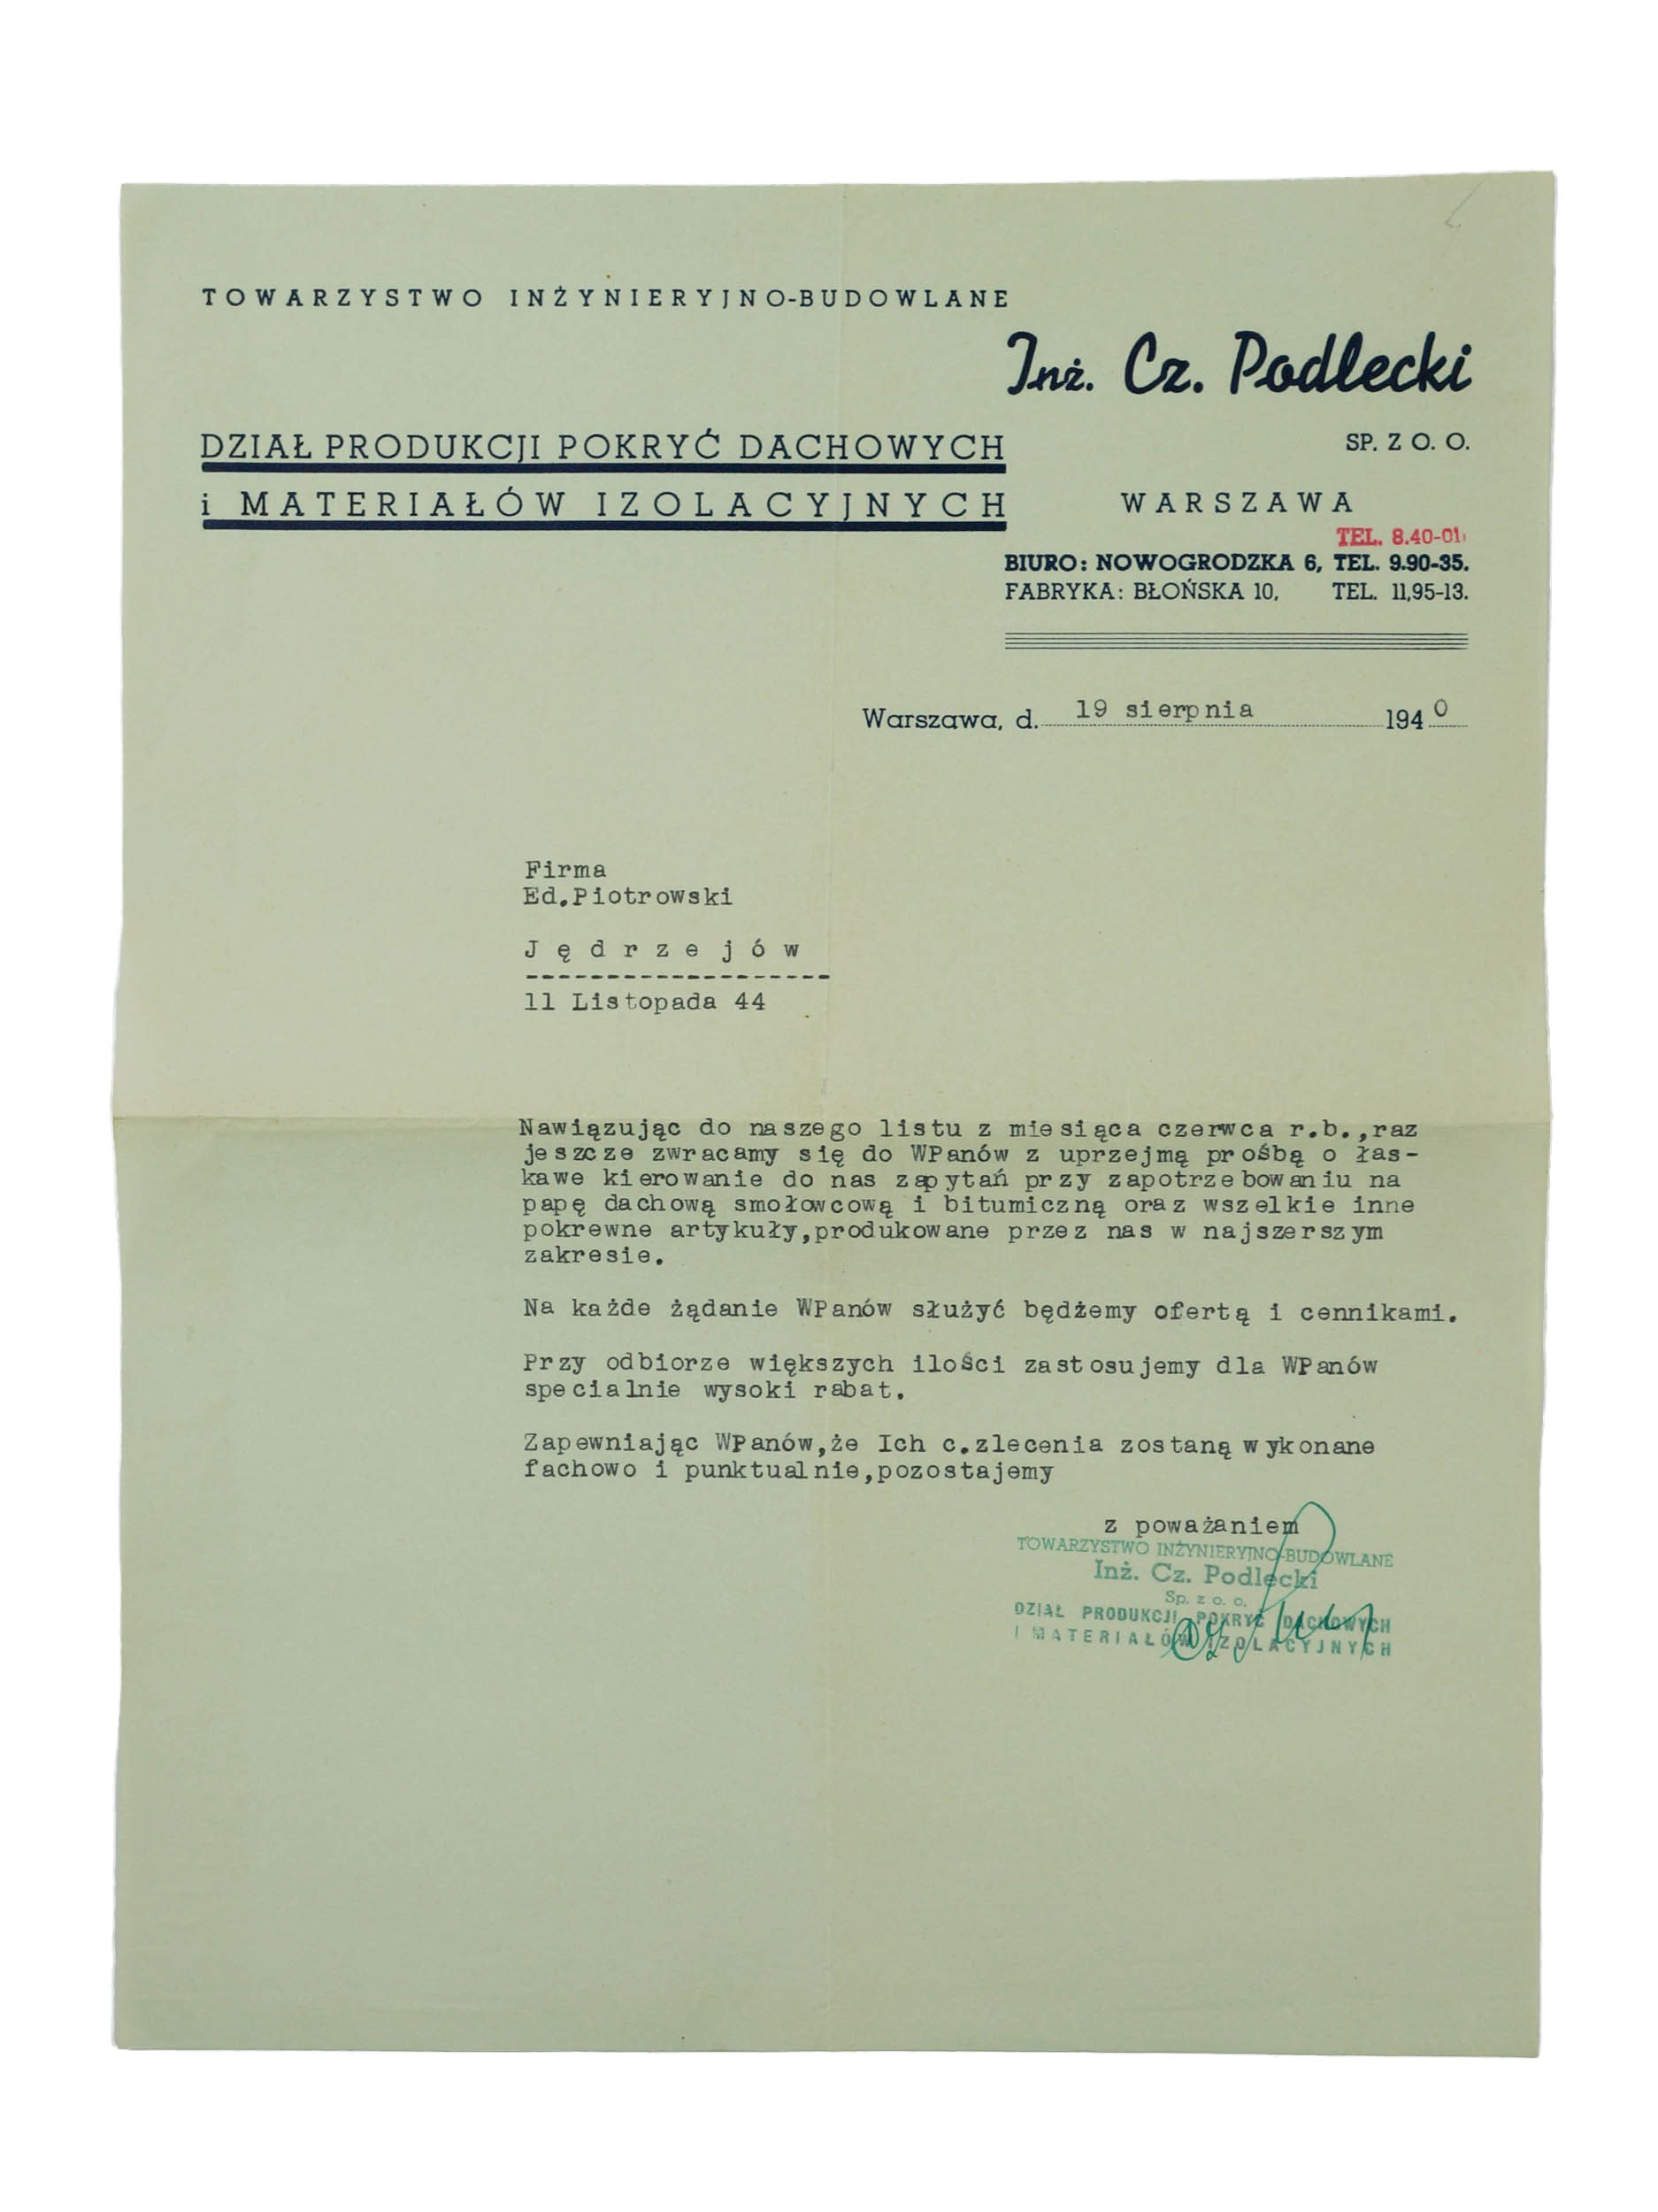 TOWARZYSTWO INŻYNIERYJNO-BUDOWLANE
Inż. Cz. Podlecki
DZIAŁ PRODUKCJI POKRYĆ DACHOWYCH
SP. Z O. O.
i MATERIAŁÓW IZOLACYJNYCH
WARSZAWA
TEL. 8.40-01
BIURO: NOWOGRODZKA 6, TEL. 9.90-35.
FABRYKA: BŁOŃSKA 10, TEL. 11,95-13.
Warszawa, d. 19 sierpnia 1940
Firma
Ed.Piotrowski
Jędrzejów
-------------------
11 Listopada 44
Nawiązując do naszego listu z miesiąca czerwca r.b.,raz
jeszcze zwracamy się do WPanów z uprzejmą prośbą o łas-
kawe kierowanie do nas zapytań przy zapotrzebowaniu na
papę dachową smołowcową i bitumiczną oraz wszelkie inne
pokrewne artykuły,produkowane przez nas w najszerszym
zakresie.
Na każde żądanie WPanów służyć będżemy ofertą i cennikami.
Przy odbiorze większych ilości zastosujemy dla WPanów
specialnie wysoki rabat.
Zapewniając WPanów,że Ich c.zlecenia zostaną wykonane
fachowo i punktualnie,pozostajemy
z poważaniem
TOWARZYSTWO INŻYNIERYJNO-BUDOWLANE
Inż. Cz. Podlecki
Sp. z o. o.
DZIAŁ PRODUKCJI POKRYĆ DACHOWYCH
I MATERIAŁÓW IZOLACYJNYCH